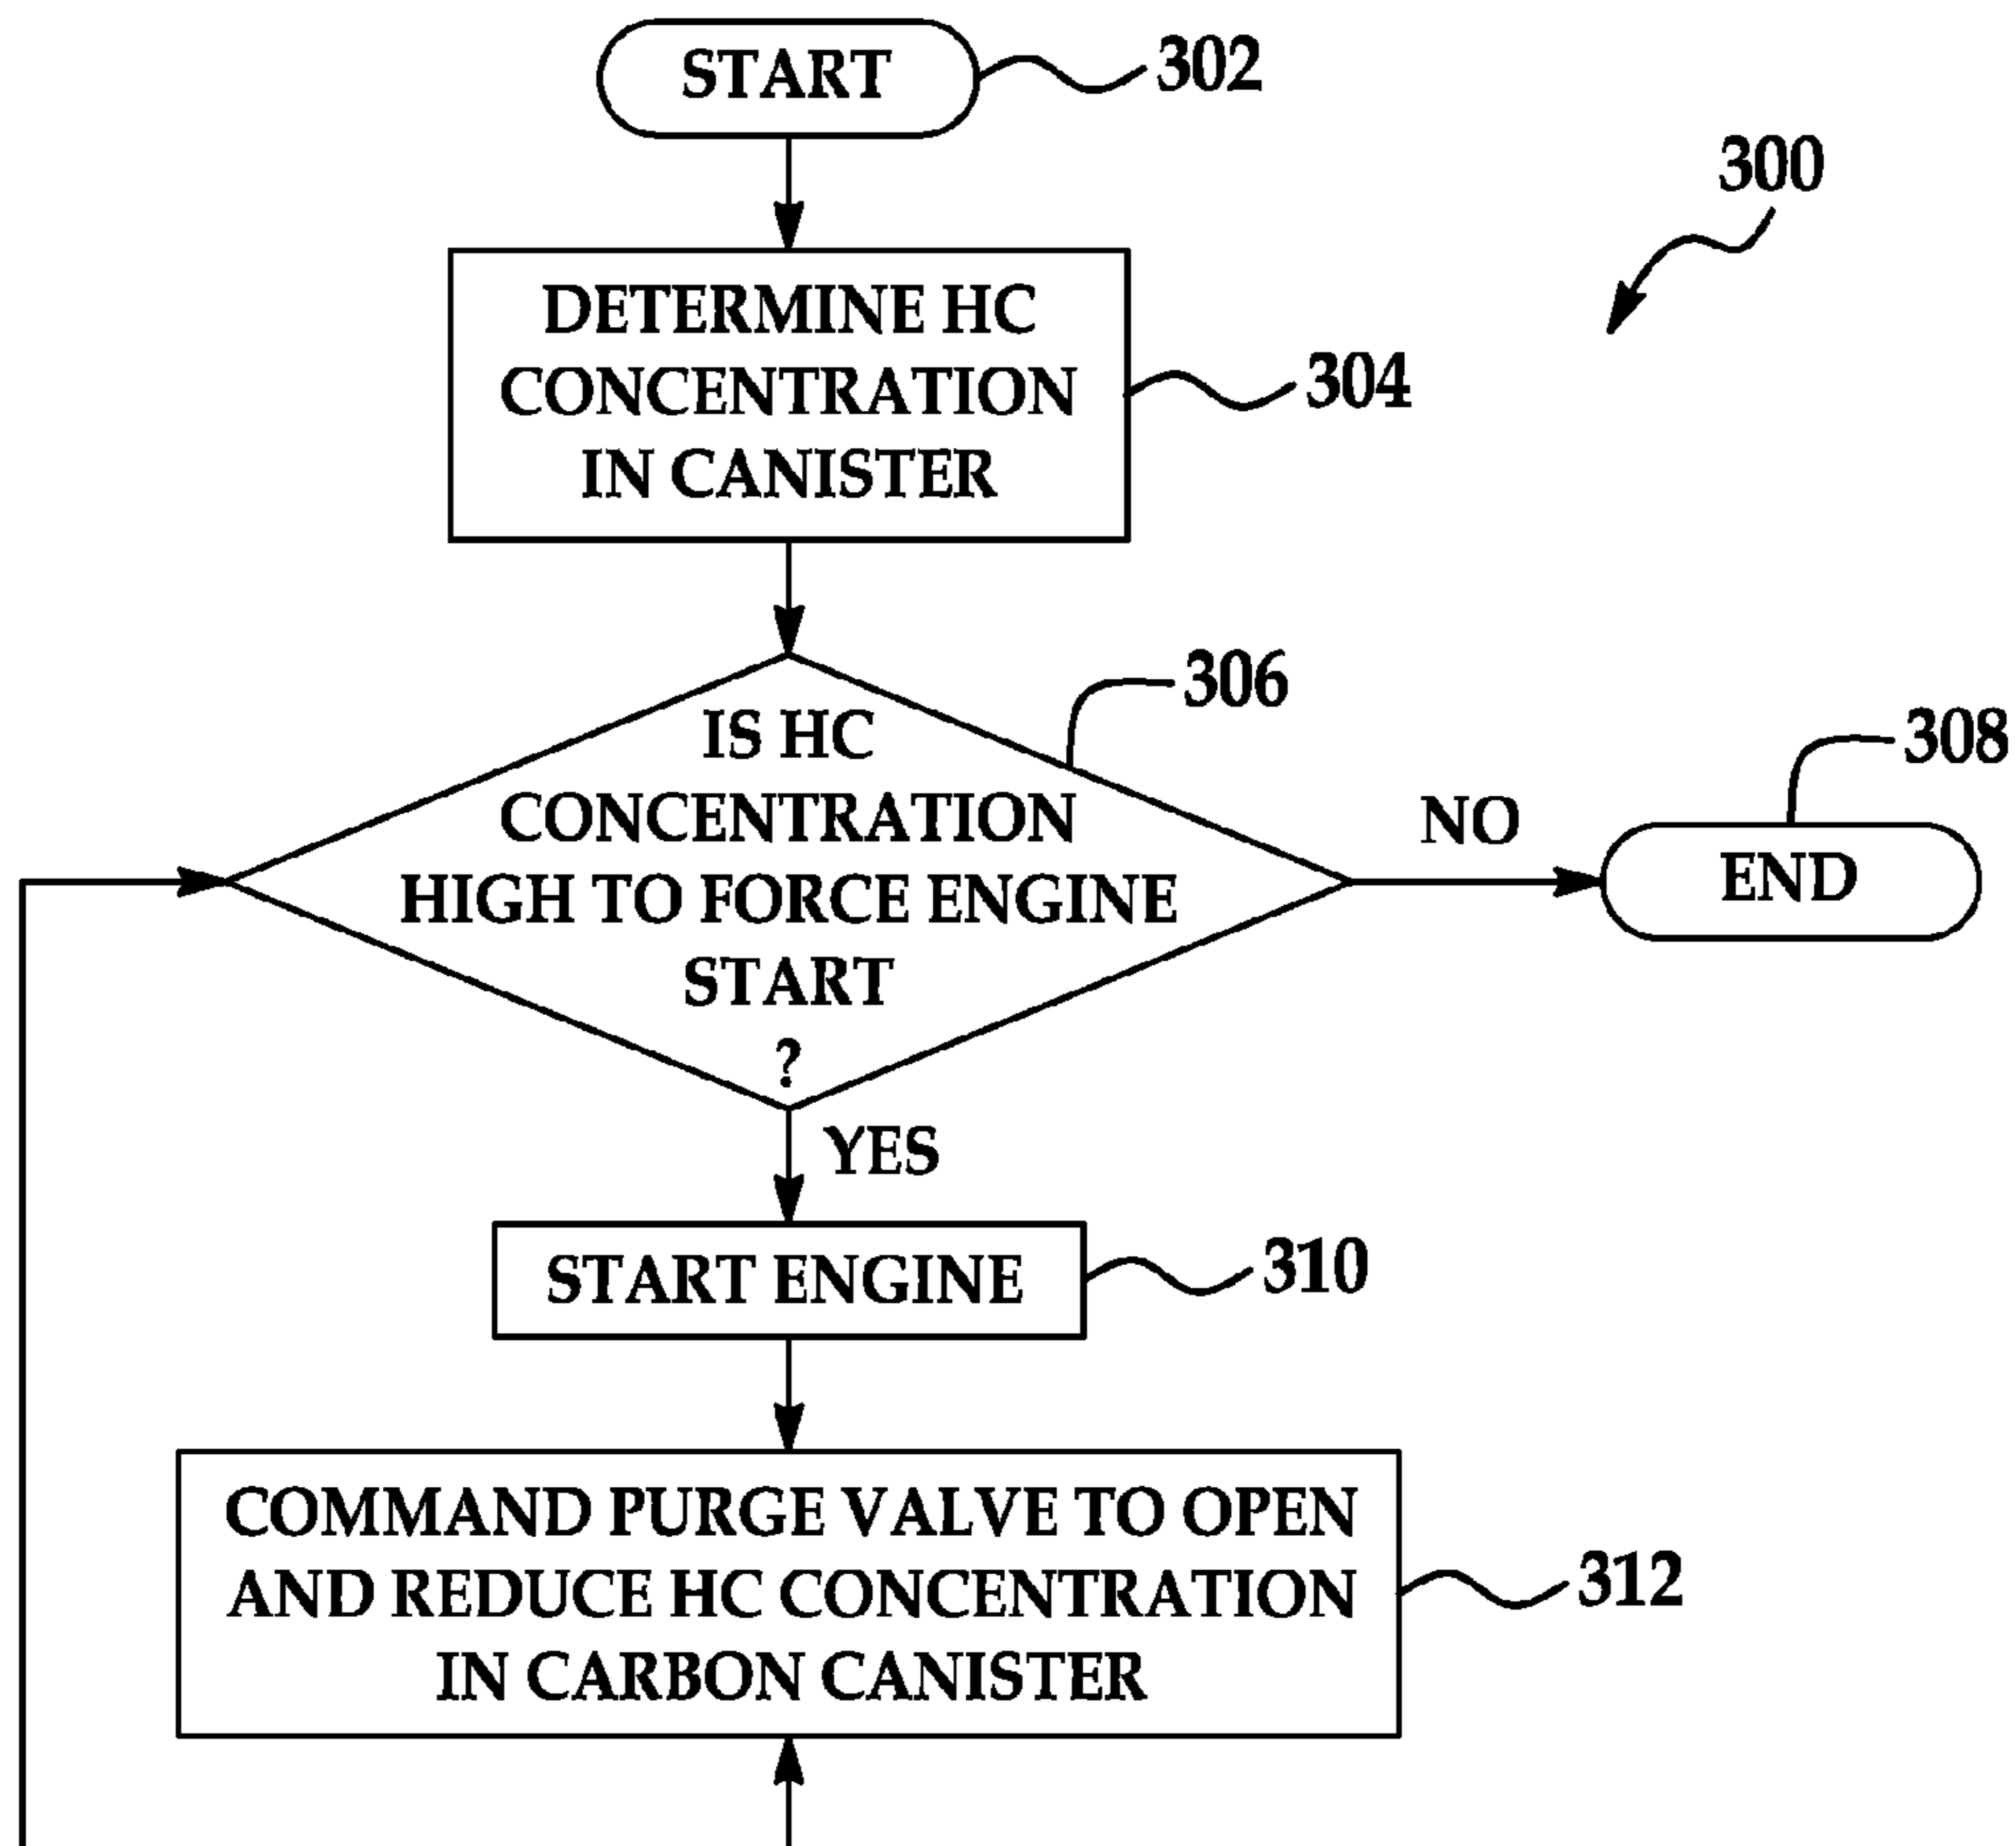 START
302
300
DETERMINE HC
CONCENTRATION
IN CANISTER
304
IS HC
CONCENTRATION
HIGH TO FORCE ENGINE
START
?
306
NO
308
END
YES
START ENGINE
310
COMMAND PURGE VALVE TO OPEN
AND REDUCE HC CONCENTRATION
IN CARBON CANISTER
312